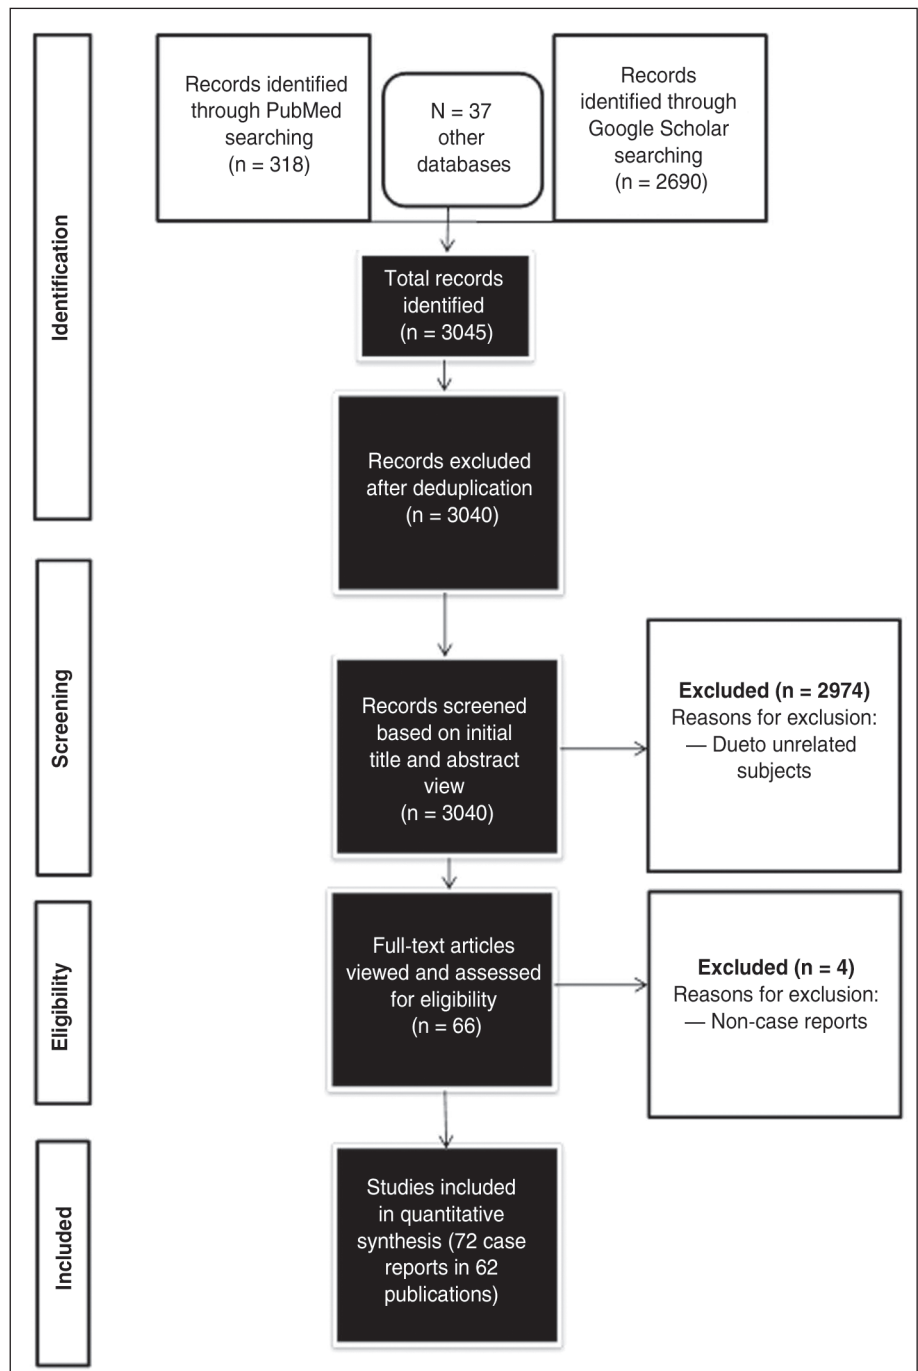 Identification
Records identified
through PubMed
searching
(n = 318)
N = 37
other
databases
Records
identified through
Google Scholar
searching
(n = 2690)
Total records
identified
(n = 3045)
Records excluded
after deduplication
(n = 3040)
Screening
Records screened
based on initial
title and abstract
view
(n = 3040)
Excluded (n = 2974)
Reasons for exclusion:
— Dueto unrelated
subjects
Eligibility
Full-text articles
viewed and assessed
for eligibility
(n = 66)
Excluded (n = 4)
Reasons for exclusion:
— Non-case reports
Included
Studies included
in quantitative
synthesis (72 case
reports in 62
publications)